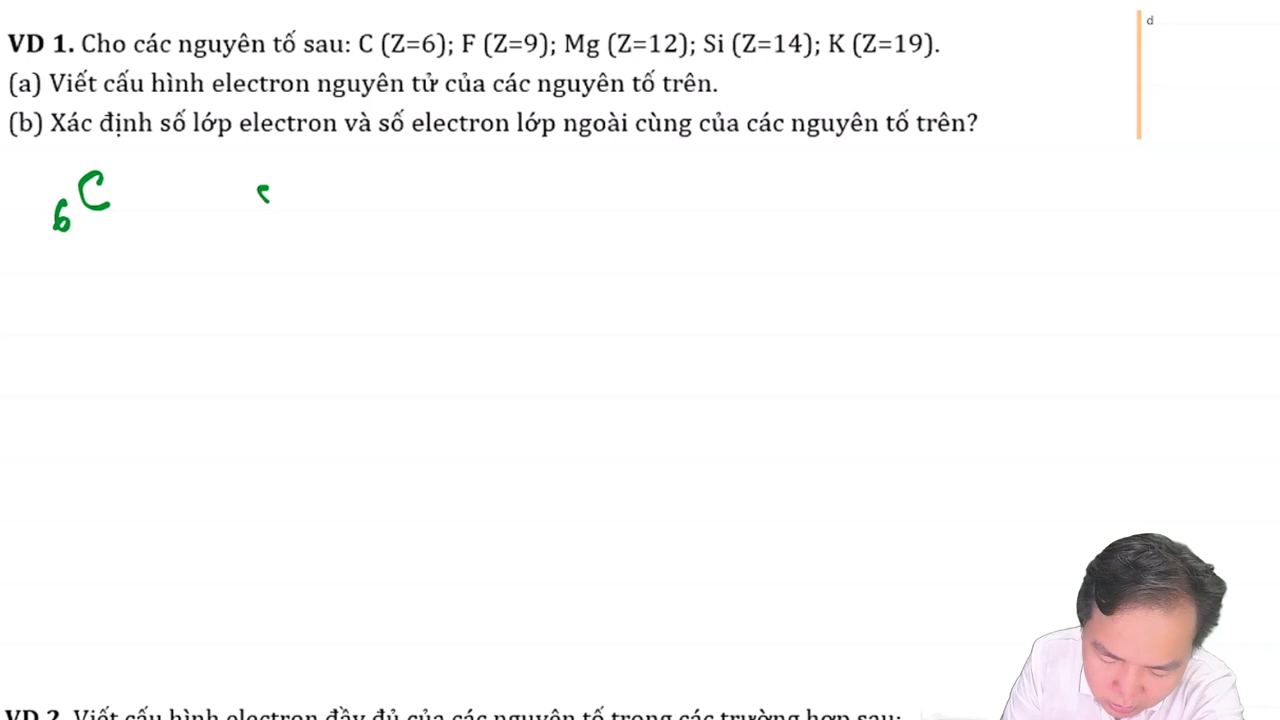 VD 1. Cho các nguyên tố sau: C (Z=6); F (Z=9); Mg (Z=12); Si (Z=14); K (Z=19).
(a) Viết cấu hình electron nguyên tử của các nguyên tố trên.
(b) Xác định số lớp electron và số electron lớp ngoài cùng của các nguyên tố trên?
d
6C
VD 2. Viết cấu hình electron đầy đủ của các nguyên tố trong các trường hợp sau: